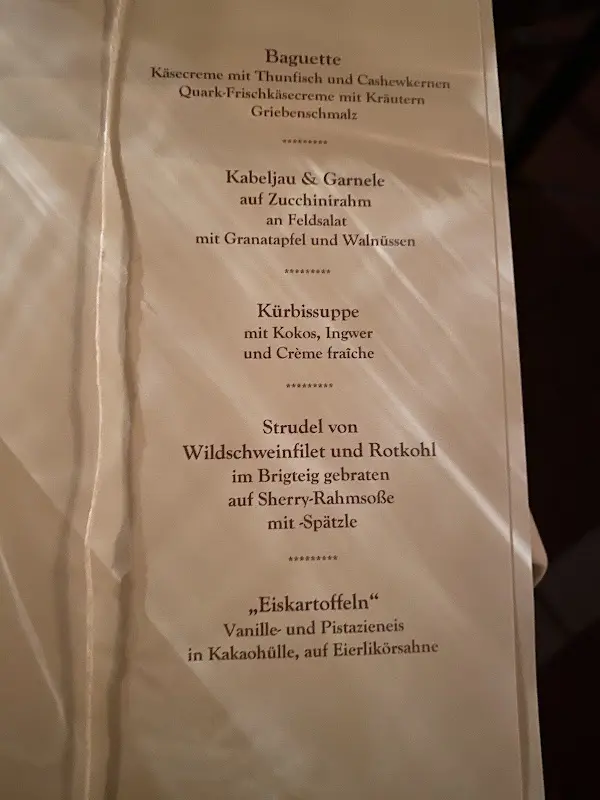 Baguette
Käsecreme mit Thunfisch und Cashewkernen
Quark-Frischkäsecreme mit Kräutern
Griebenschmalz
*********
Kabeljau & Garnele
auf Zucchinirahm
an Feldsalat
mit Granatapfel und Walnüssen
*********
Kürbissuppe
mit Kokos, Ingwer
und Crème fraîche
*********
Strudel von
Wildschweinfilet und Rotkohl
im Brigteig gebraten
auf Sherry-Rahmsoße
mit -Spätzle
*********
„Eiskartoffeln“
Vanille- und Pistazieneis
in Kakaohülle, auf Eierlikörsahne